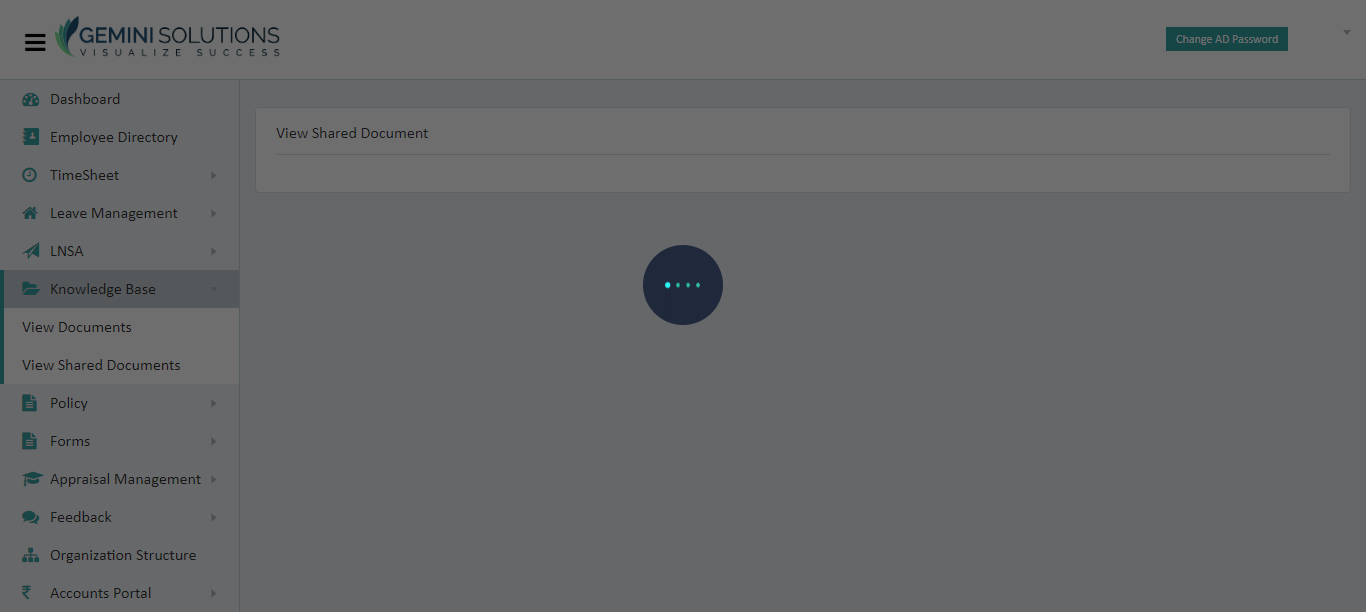 GEMINI SOLUTIONS
VISUALIZE SUCCESS
Change AD Password
Dashboard
Employee Directory
TimeSheet
Leave Management
LNSA
Knowledge Base
View Documents
View Shared Documents
Policy
Forms
Appraisal Management
Feedback
Organization Structure
₹ Accounts Portal
View Shared Document